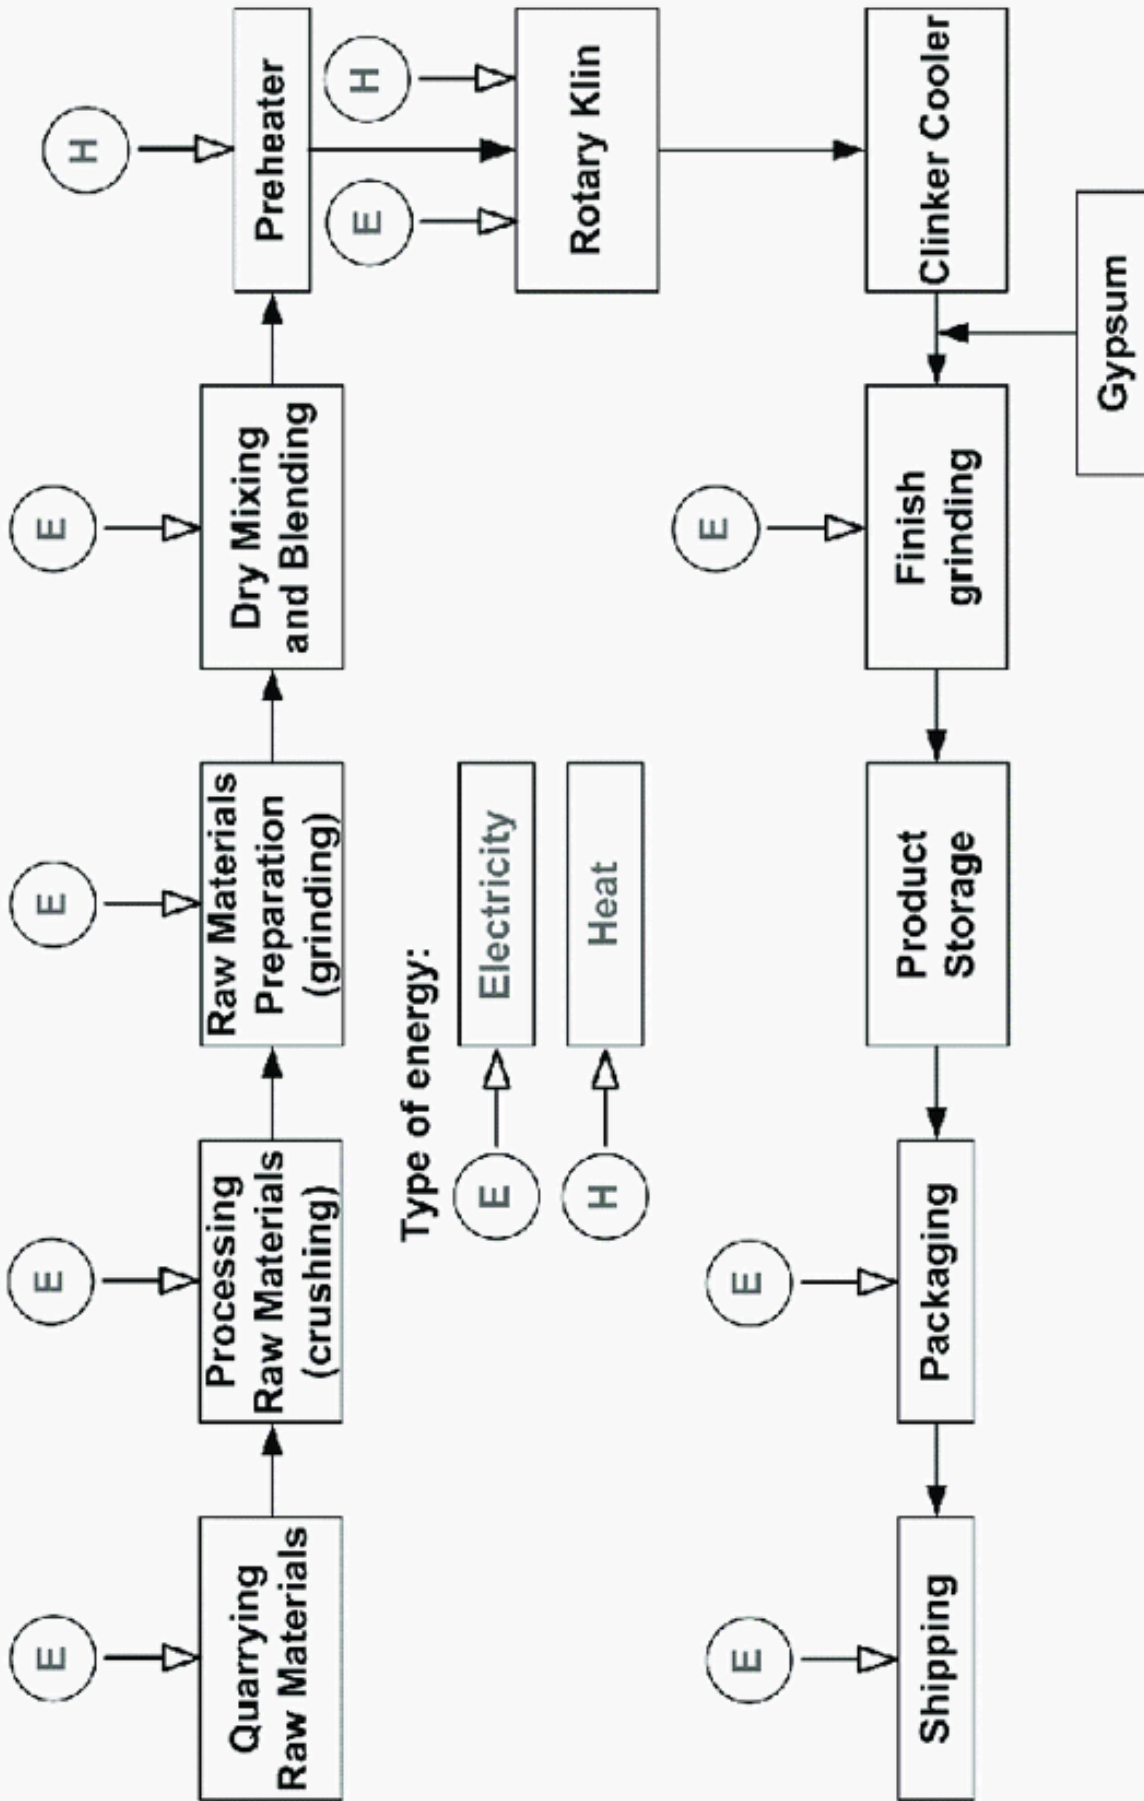 E
E
E
E
H
Quarrying
Raw Materials
Processing
Raw Materials
(crushing)
Raw Materials
Preparation
(grinding)
Dry Mixing
and Blending
Preheater
E
H
Type of energy:
E
Electricity
H
Heat
Rotary Klin
E
E
E
Shipping
Packaging
Product
Storage
Finish
grinding
Clinker Cooler
Gypsum